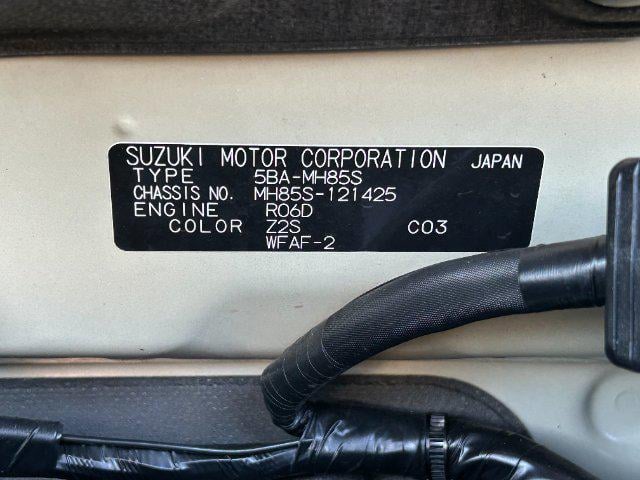 SUZUKI MOTOR CORPORATION JAPAN
TYPE 5BA-MH85S
CHASSIS NO. MH85S-121425
ENGINE R06D
COLOR Z2S C03
WFAF-2